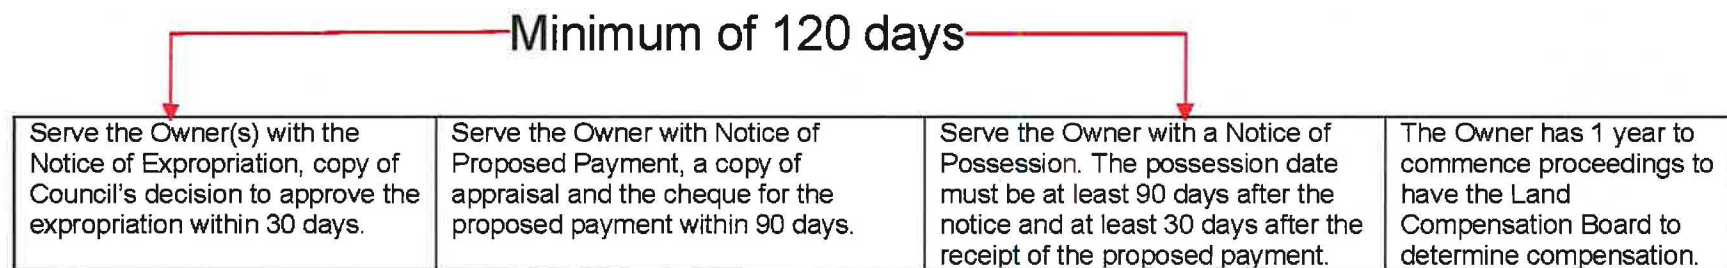 Minimum of 120 days
Serve the Owner(s) with the
Notice of Expropriation, copy of
Council's decision to approve the
expropriation within 30 days.
Serve the Owner with Notice of
Proposed Payment, a copy of
appraisal and the cheque for the
proposed payment within 90 days.
Serve the Owner with a Notice of
Possession. The possession date
must be at least 90 days after the
notice and at least 30 days after the
receipt of the proposed payment.
The Owner has 1 year to
commence proceedings to
have the Land
Compensation Board to
determine compensation.